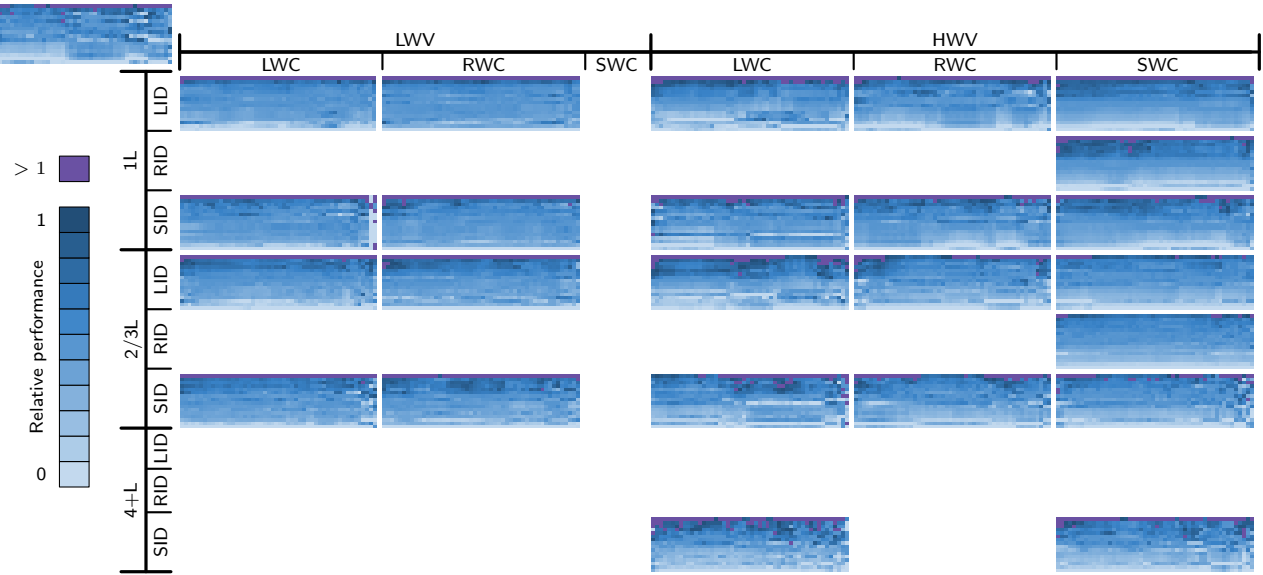 LWV HWV
LWC RWC SWC LWC RWC SWC
1L
LID
RID
SID
2/3L
LID
RID
SID
4+L
LID
RID
SID
> 1
1
Relative performance
0